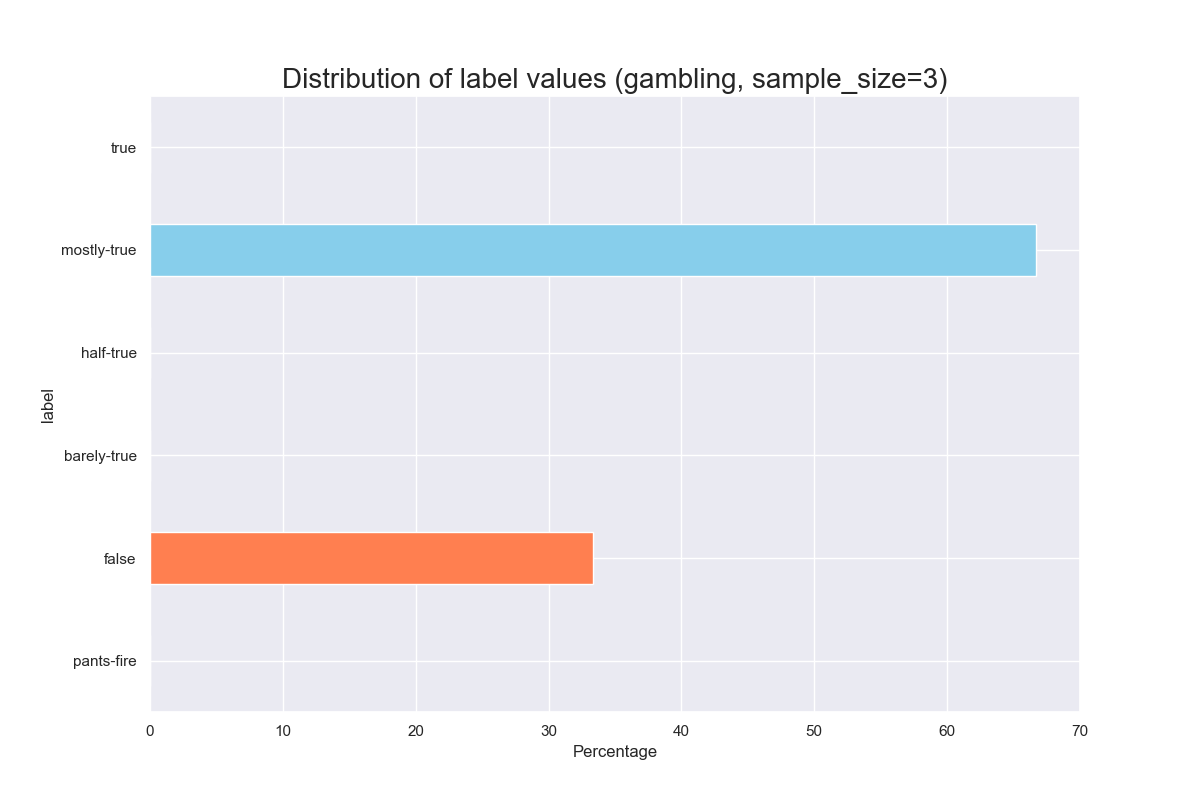 Distribution of label values (gambling, sample_size=3)
true
mostly-true
half-true
label
barely-true
false
pants-fire
0 10 20 30 40 50 60 70
Percentage